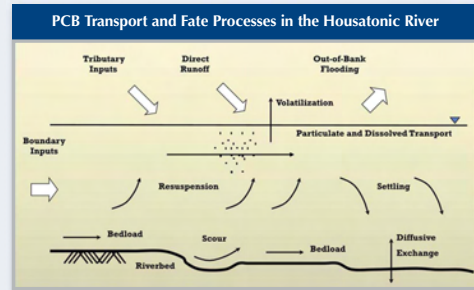 PCB Transport and Fate Processes in the Housatonic River
Tributary
Inputs
Direct
Runoff
Out-of-Bank
Flooding
Volatilization
Particulate and Dissolved Transport
Boundary
Inputs
Resuspension
Settling
Bedload
Scour
Bedload
Diffusive
Exchange
Riverbed